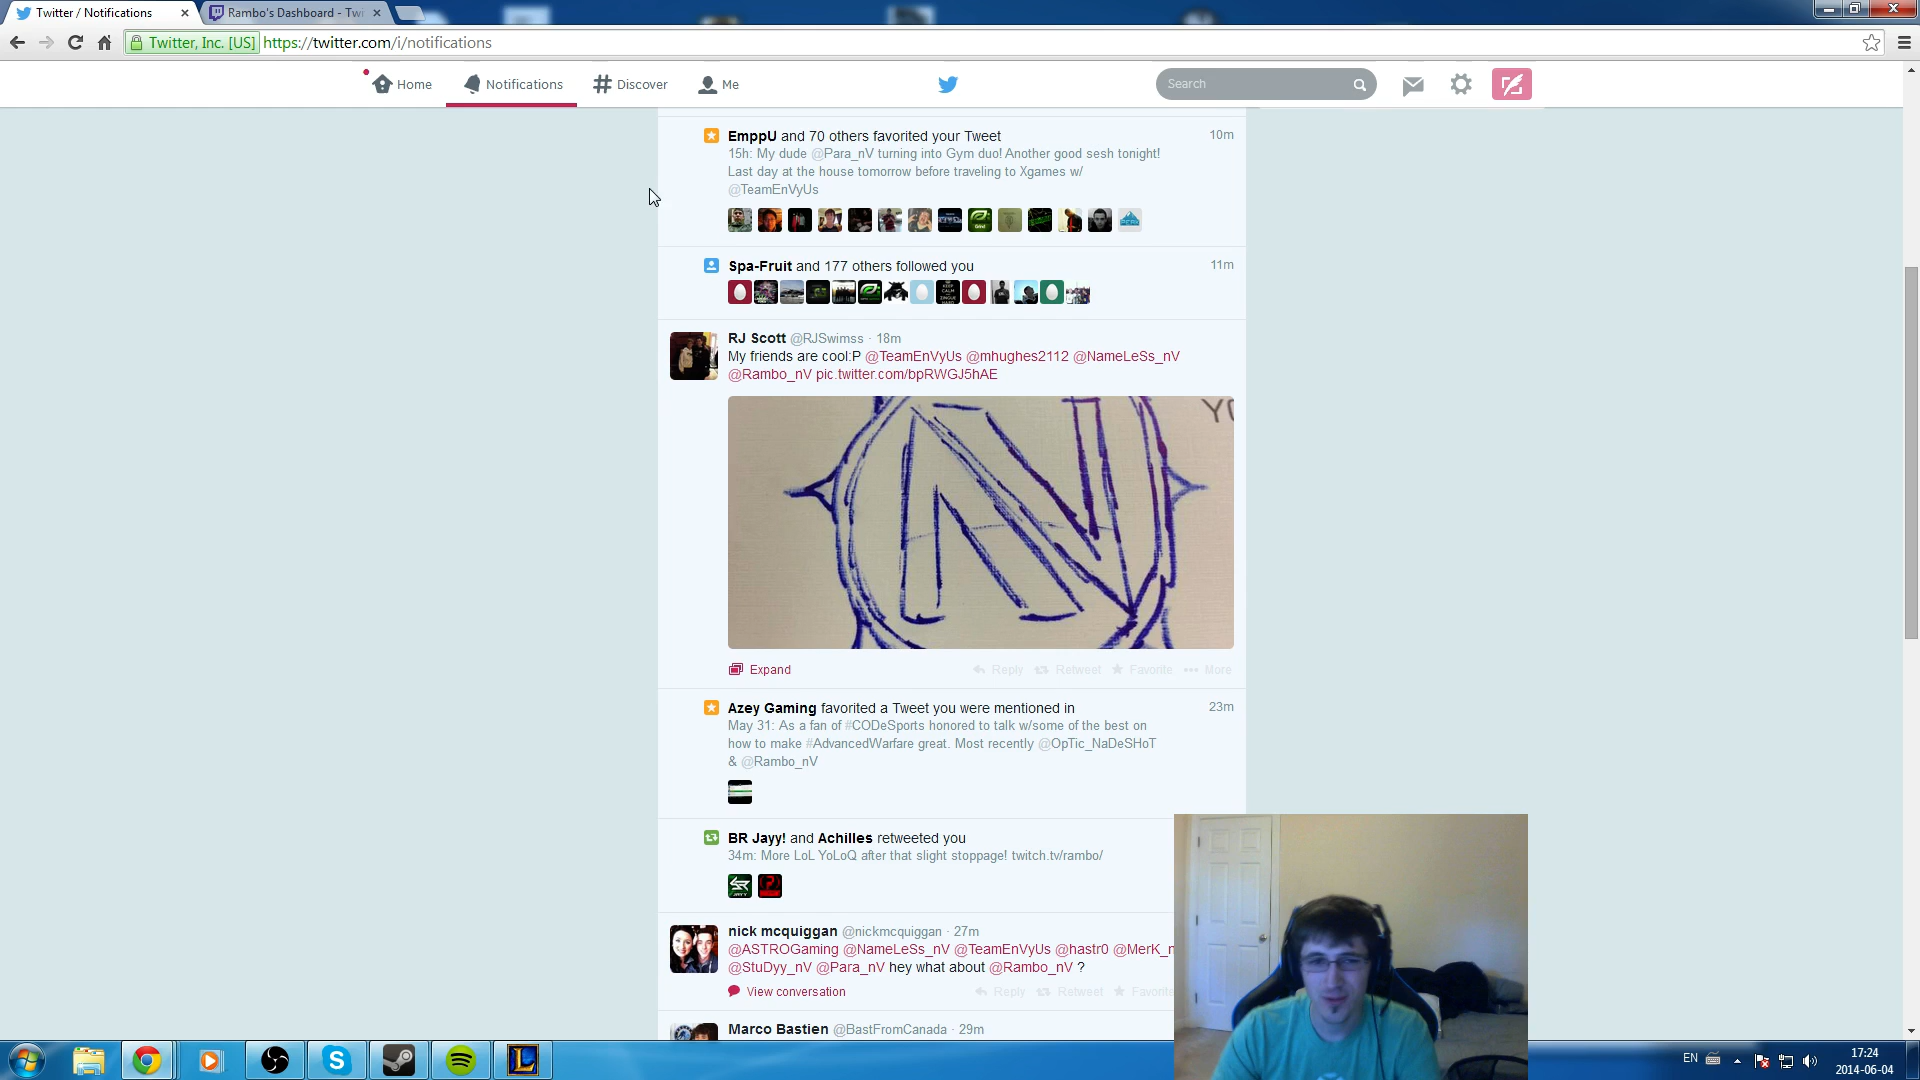 Twitter / Notifications
Rambo's Dashboard - Twi
Twitter, Inc. [US] https://twitter.com/i/notifications
Home Notifications Discover Me Search
EmppU and 70 others favorited your Tweet 10m
15h: My dude @Para_nV turning into Gym duo! Another good sesh tonight!
Last day at the house tomorrow before traveling to Xgames w/
@TeamEnVyUs
Spa-Fruit and 177 others followed you 11m
RJ Scott @RJSwimss · 18m
My friends are cool:P @TeamEnVyUs @mhughes2112 @NameLeSs_nV
@Rambo_nV pic.twitter.com/bpRWGJ5hAE
Expand Reply Retweet Favorite More
Azey Gaming favorited a Tweet you were mentioned in 23m
May 31: As a fan of #CODeSports honored to talk w/some of the best on
how to make #AdvancedWarfare great. Most recently @OpTic_NaDeSHoT
& @Rambo_nV
BR Jayy! and Achilles retweeted you
34m: More LoL YoLoQ after that slight stoppage! twitch.tv/rambo/
nick mcquiggan @nickmcquiggan · 27m
@ASTROGaming @NameLeSs_nV @TeamEnVyUs @hastr0 @MerK_n
@StuDyy_nV @Para_nV hey what about @Rambo_nV ?
View conversation Reply Retweet Favorite
Marco Bastien @BastFromCanada · 29m
EN
17:24
2014-06-04